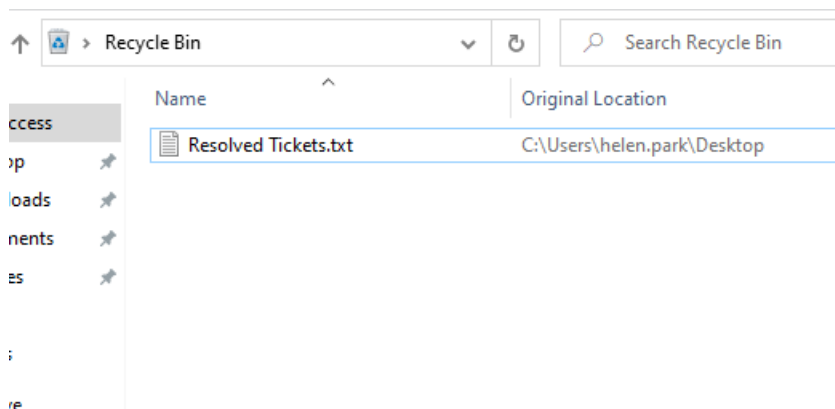 Recycle Bin
Search Recycle Bin
Name
Original Location
Resolved Tickets.txt
C:\Users\helen.park\Desktop